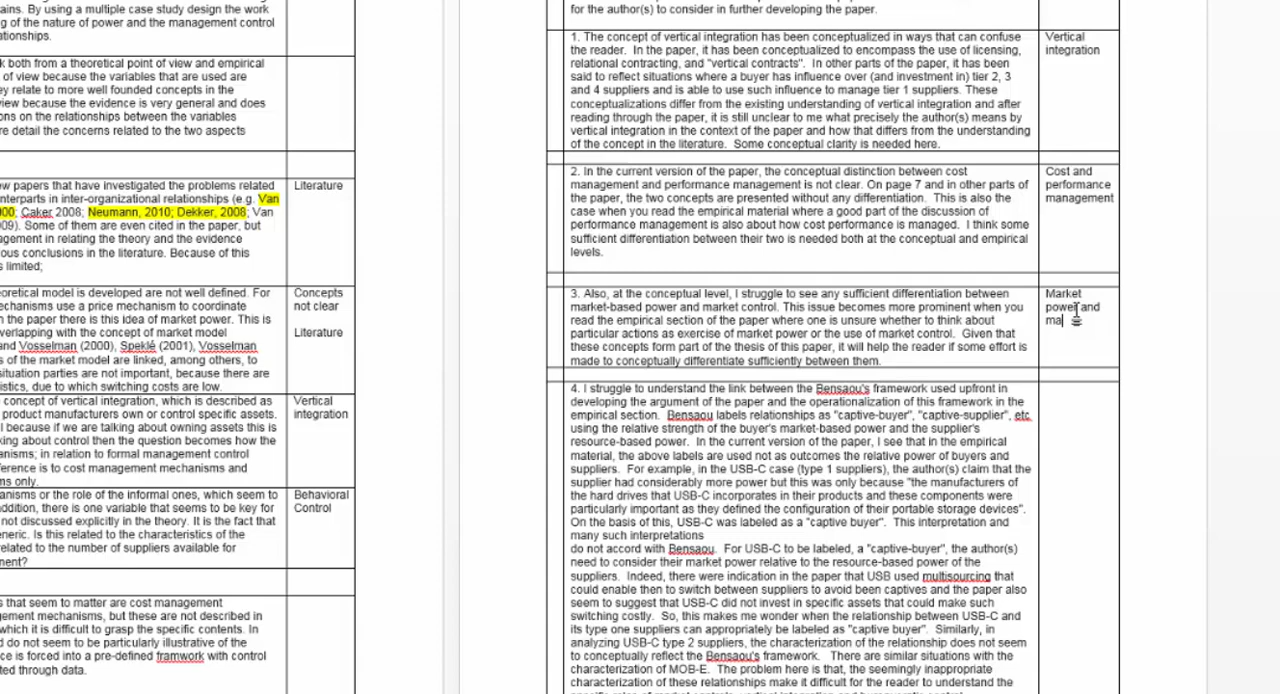 ains. By using a multiple case study design the work
g of the nature of power and the management control
ationships.
k both from a theoretical point of view and empirical
of view because the variables that are used are
ey relate to more well founded concepts in the
view because the evidence is very general and does
ons on the relationships between the variables
re detail the concerns related to the two aspects
ew papers that have investigated the problems related
nterparts in inter-organizational relationships (e.g. Van
000; Caker 2008; Neumann, 2010; Dekker, 2008; Van
009). Some of them are even cited in the paper, but
agement in relating the theory and the evidence
ous conclusions in the literature. Because of this
s limited;
Literature
eoretical model is developed are not well defined. For
echanisms use a price mechanism to coordinate
n the paper there is this idea of market power. This is
verlapping with the concept of market model
and Vosselman (2000), Speklé (2001), Vosselman
s of the market model are linked, among others, to
situation parties are not important, because there are
istics, due to which switching costs are low.
Concepts
not clear
Literature
concept of vertical integration, which is described as
product manufacturers own or control specific assets.
l because if we are talking about owning assets this is
king about control then the question becomes how the
anisms; in relation to formal management control
ference is to cost management mechanisms and
ms only.
Vertical
integration
anisms or the role of the informal ones, which seem to
addition, there is one variable that seems to be key for
not discussed explicitly in the theory. It is the fact that
eneric. Is this related to the characteristics of the
related to the number of suppliers available for
nent?
Behavioral
Control
s that seem to matter are cost management
gement mechanisms, but these are not described in
which it is difficult to grasp the specific contents. In
d do not seem to be particularly illustrative of the
ce is forced into a pre-defined framwork with control
ted through data.
for the author(s) to consider in further developing the paper.
1. The concept of vertical integration has been conceptualized in ways that can confuse
the reader. In the paper, it has been conceptualized to encompass the use of licensing,
relational contracting, and "vertical contracts". In other parts of the paper, it has been
said to reflect situations where a buyer has influence over (and investment in) tier 2, 3
and 4 suppliers and is able to use such influence to manage tier 1 suppliers. These
conceptualizations differ from the existing understanding of vertical integration and after
reading through the paper, it is still unclear to me what precisely the author(s) means by
vertical integration in the context of the paper and how that differs from the understanding
of the concept in the literature. Some conceptual clarity is needed here.
Vertical
integration
2. In the current version of the paper, the conceptual distinction between cost
management and performance management is not clear. On page 7 and in other parts of
the paper, the two concepts are presented without any differentiation. This is also the
case when you read the empirical material where a good part of the discussion of
performance management is also about how cost performance is managed. I think some
sufficient differentiation between their two is needed both at the conceptual and empirical
levels.
Cost and
performance
management
3. Also, at the conceptual level, I struggle to see any sufficient differentiation between
market-based power and market control. This issue becomes more prominent when you
read the empirical section of the paper where one is unsure whether to think about
particular actions as exercise of market power or the use of market control. Given that
these concepts form part of the thesis of this paper, it will help the reader if some effort is
made to conceptually differentiate sufficiently between them.
Market
power and
ma
4. I struggle to understand the link between the Bensaou's framework used upfront in
developing the argument of the paper and the operationalization of this framework in the
empirical section. Bensaou labels relationships as "captive-buyer", "captive-supplier", etc
using the relative strength of the buyer's market-based power and the supplier's
resource-based power. In the current version of the paper, I see that in the empirical
material, the above labels are used not as outcomes the relative power of buyers and
suppliers. For example, in the USB-C case (type 1 suppliers), the author(s) claim that the
supplier had considerably more power but this was only because "the manufacturers of
the hard drives that USB-C incorporates in their products and these components were
particularly important as they defined the configuration of their portable storage devices".
On the basis of this, USB-C was labeled as a "captive buyer". This interpretation and
many such interpretations
do not accord with Bensaou. For USB-C to be labeled, a "captive-buyer", the author(s)
need to consider their market power relative to the resource-based power of the
suppliers. Indeed, there were indication in the paper that USB used multisourcing that
could enable then to switch between suppliers to avoid been captives and the paper also
seem to suggest that USB-C did not invest in specific assets that could make such
switching costly. So, this makes me wonder when the relationship between USB-C and
its type one suppliers can appropriately be labeled as "captive buyer". Similarly, in
analyzing USB-C type 2 suppliers, the characterization of the relationship does not seem
to conceptually reflect the Bensaou's framework. There are similar situations with the
characterization of MOB-E. The problem here is that, the seemingly inappropriate
characterization of these relationships make it difficult for the reader to understand the